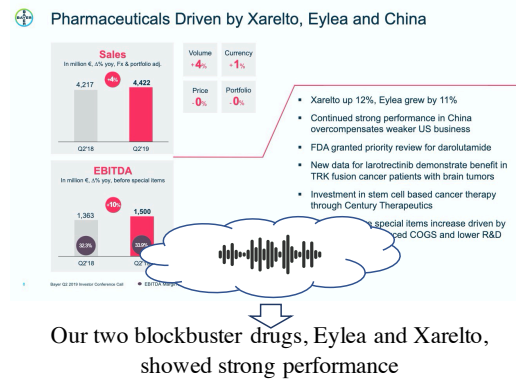 BAYER
Pharmaceuticals Driven by Xarelto, Eylea and China
Sales
In million €, Δ% yoy, Fx & portfolio adj.
+4%
4,217
4,422
Q2'18
Q2'19
Volume
+4%
Currency
+1%
Price
-0%
Portfolio
-0%
EBITDA
In million €, Δ% yoy, before special items
+10%
1,363
1,500
32.3%
33.9%
Q2'18
Xarelto up 12%, Eylea grew by 11%
Continued strong performance in China
overcompensates weaker US business
FDA granted priority review for darolutamide
New data for larotrectinib demonstrate benefit in
TRK fusion cancer patients with brain tumors
Investment in stem cell based cancer therapy
through Century Therapeutics
special items increase driven by
COGS and lower R&D
Bayer Q2 2019 Investor Conference Call
Our two blockbuster drugs, Eylea and Xarelto,
showed strong performance